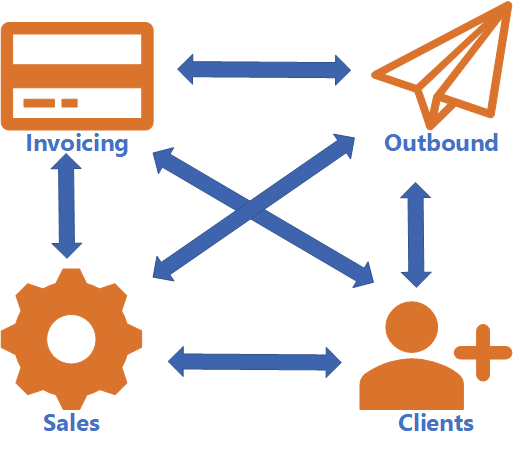 Invoicing
Outbound
Sales
Clients